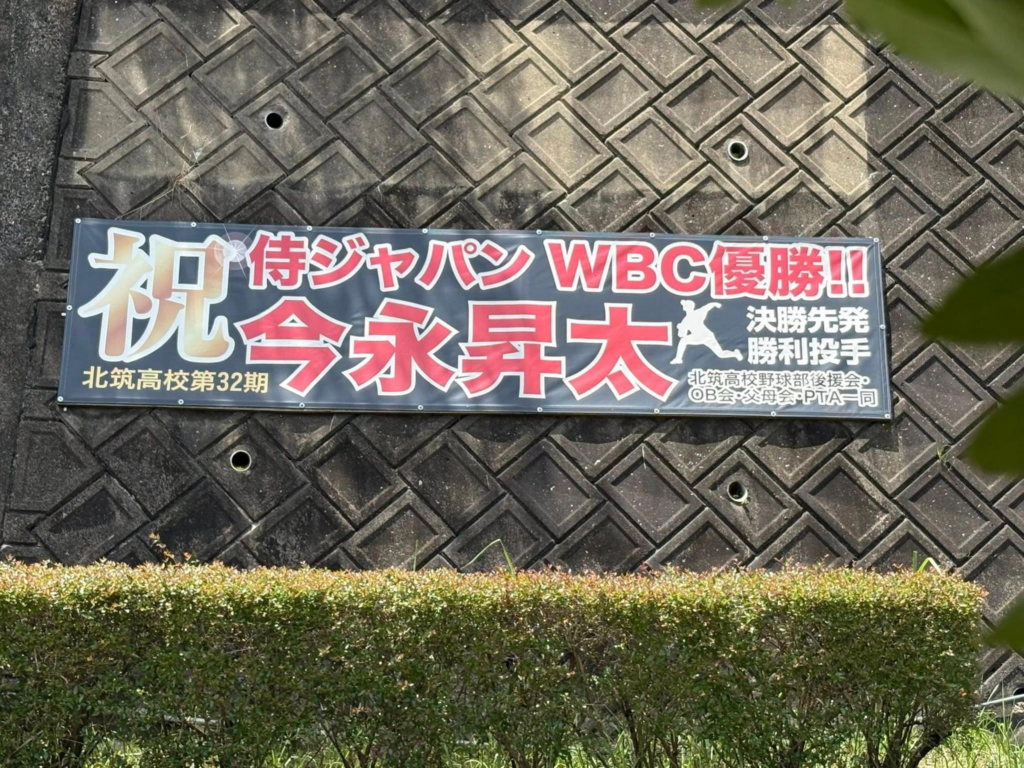 祝
侍ジャパン WBC優勝!!
今永昇太
決勝先発
勝利投手
北筑高校第32期
北筑高校野球部後援会・
OB会・父母会・PTA一同